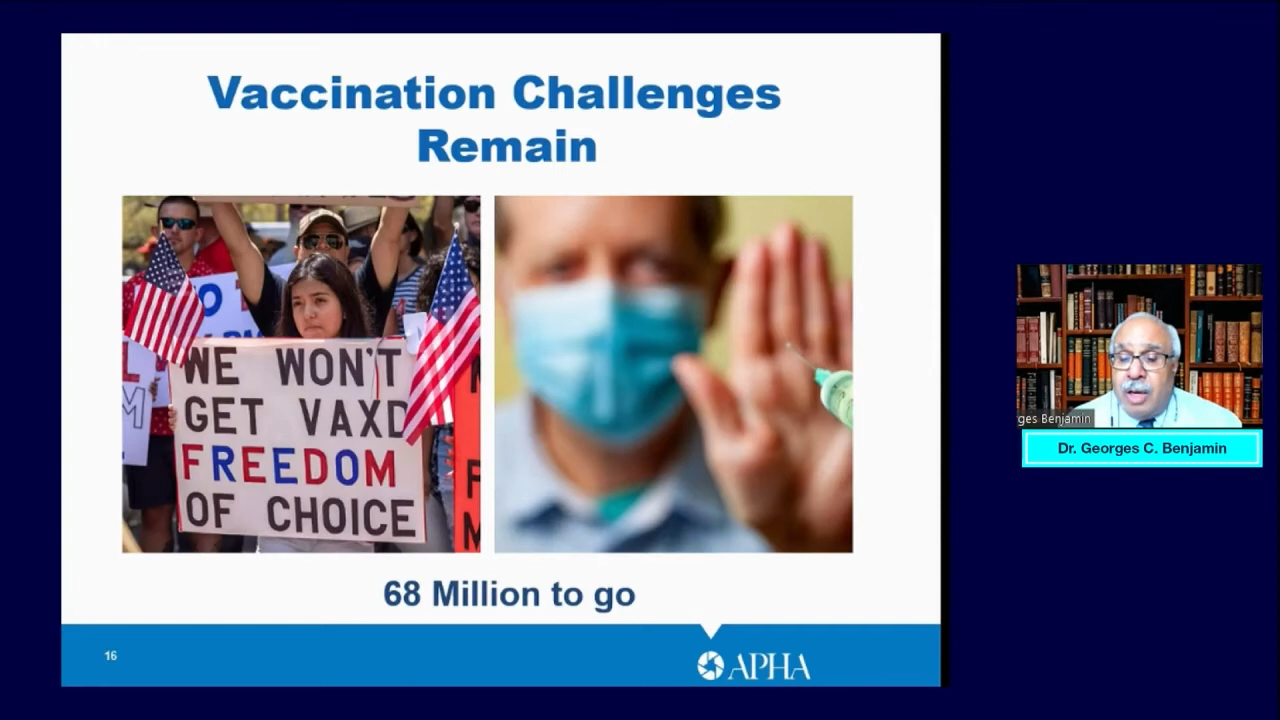 Vaccination Challenges
Remain
WE WON'T
GET VAXD
FREEDOM
OF CHOICE
68 Million to go
16
APHA
ges Benjamin
Dr. Georges C. Benjamin